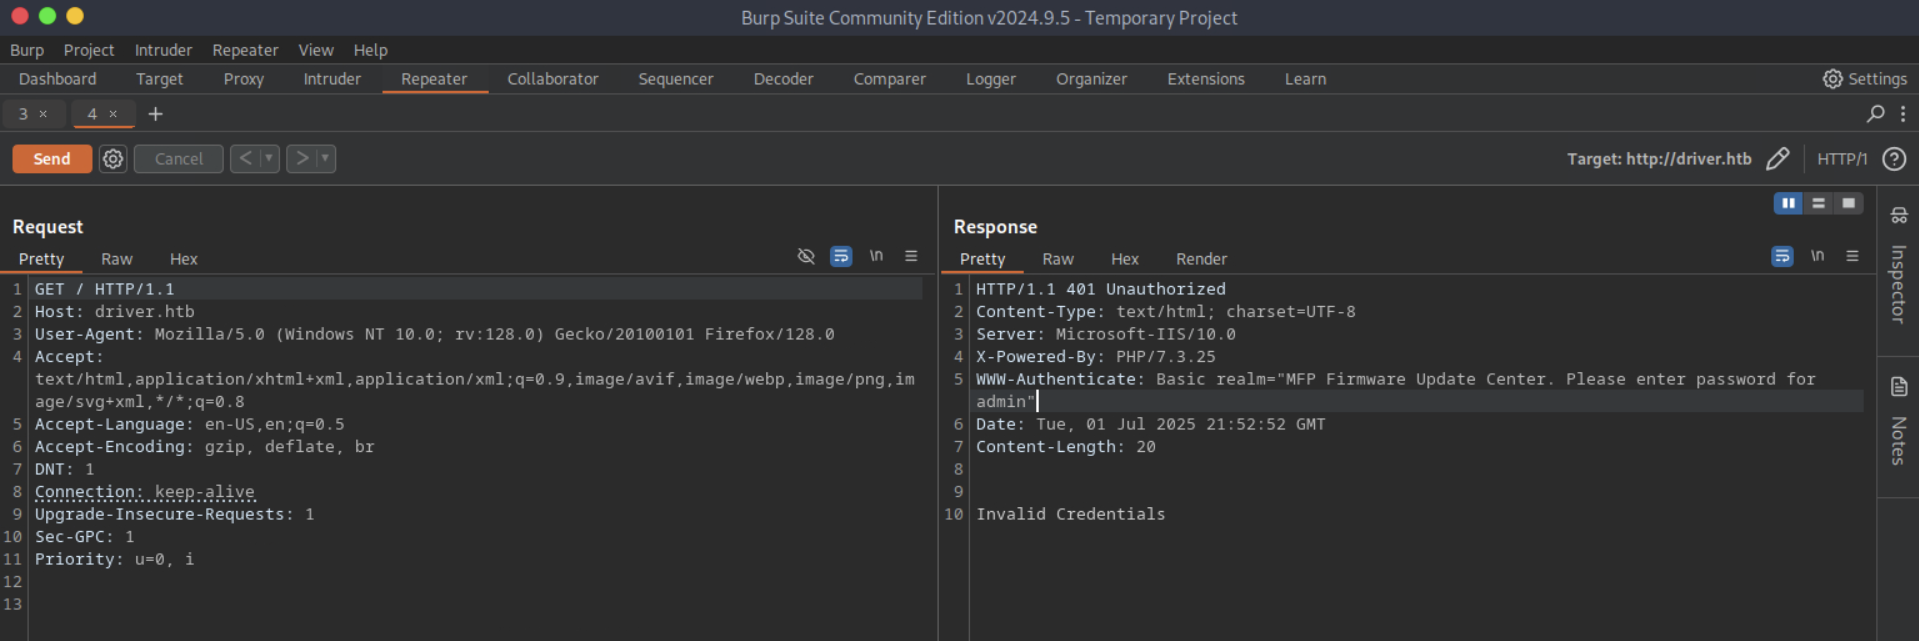 Burp Suite Community Edition v2024.9.5 - Temporary Project
Burp Project Intruder Repeater View Help
Dashboard Target Proxy Intruder Repeater Collaborator Sequencer Decoder Comparer Logger Organizer Extensions Learn Settings
3 × 4 × +
Send Cancel < > Target: http://driver.htb HTTP/1 ?
Request
Pretty Raw Hex \n
1 GET / HTTP/1.1
2 Host: driver.htb
3 User-Agent: Mozilla/5.0 (Windows NT 10.0; rv:128.0) Gecko/20100101 Firefox/128.0
4 Accept:
text/html,application/xhtml+xml,application/xml;q=0.9,image/avif,image/webp,image/png,im
age/svg+xml,*/*;q=0.8
5 Accept-Language: en-US,en;q=0.5
6 Accept-Encoding: gzip, deflate, br
7 DNT: 1
8 Connection: keep-alive
9 Upgrade-Insecure-Requests: 1
10 Sec-GPC: 1
11 Priority: u=0, i
12
13
Response
Pretty Raw Hex Render \n
1 HTTP/1.1 401 Unauthorized
2 Content-Type: text/html; charset=UTF-8
3 Server: Microsoft-IIS/10.0
4 X-Powered-By: PHP/7.3.25
5 WWW-Authenticate: Basic realm="MFP Firmware Update Center. Please enter password for
admin"
6 Date: Tue, 01 Jul 2025 21:52:52 GMT
7 Content-Length: 20
8
9
10 Invalid Credentials
Inspector
Notes